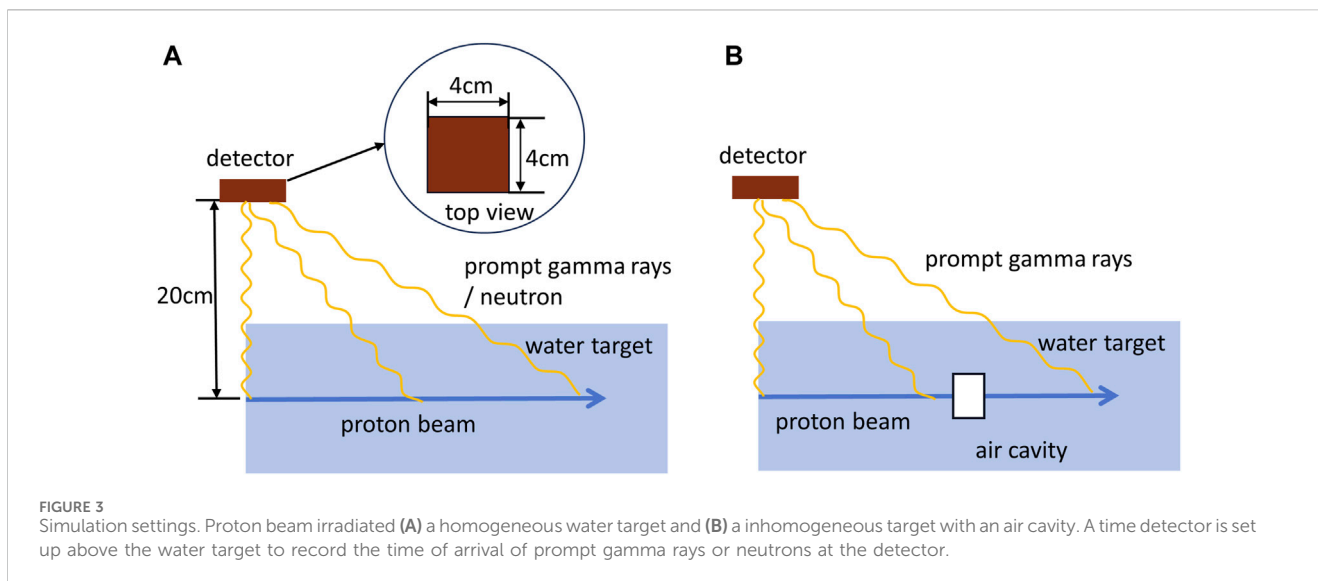 A
4cm
4cm
top view
detector
20cm
prompt gamma rays
/ neutron
water target
proton beam
B
detector
prompt gamma rays
water target
proton beam
air cavity
FIGURE 3
Simulation settings. Proton beam irradiated (A) a homogeneous water target and (B) a inhomogeneous target with an air cavity. A time detector is set
up above the water target to record the time of arrival of prompt gamma rays or neutrons at the detector.